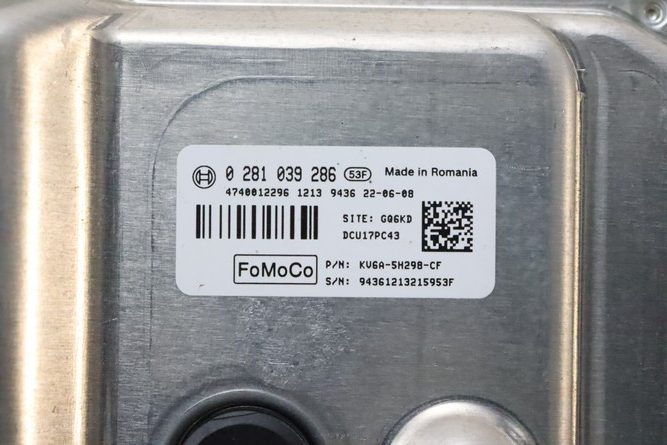 0 281 039 286 53F Made in Romania
4740012296 1213 9436 22-06-08
SITE: GQ6KD
DCU17PC43
FoMoCo P/N: KV6A-5H298-CF
S/N: 94361213215953F